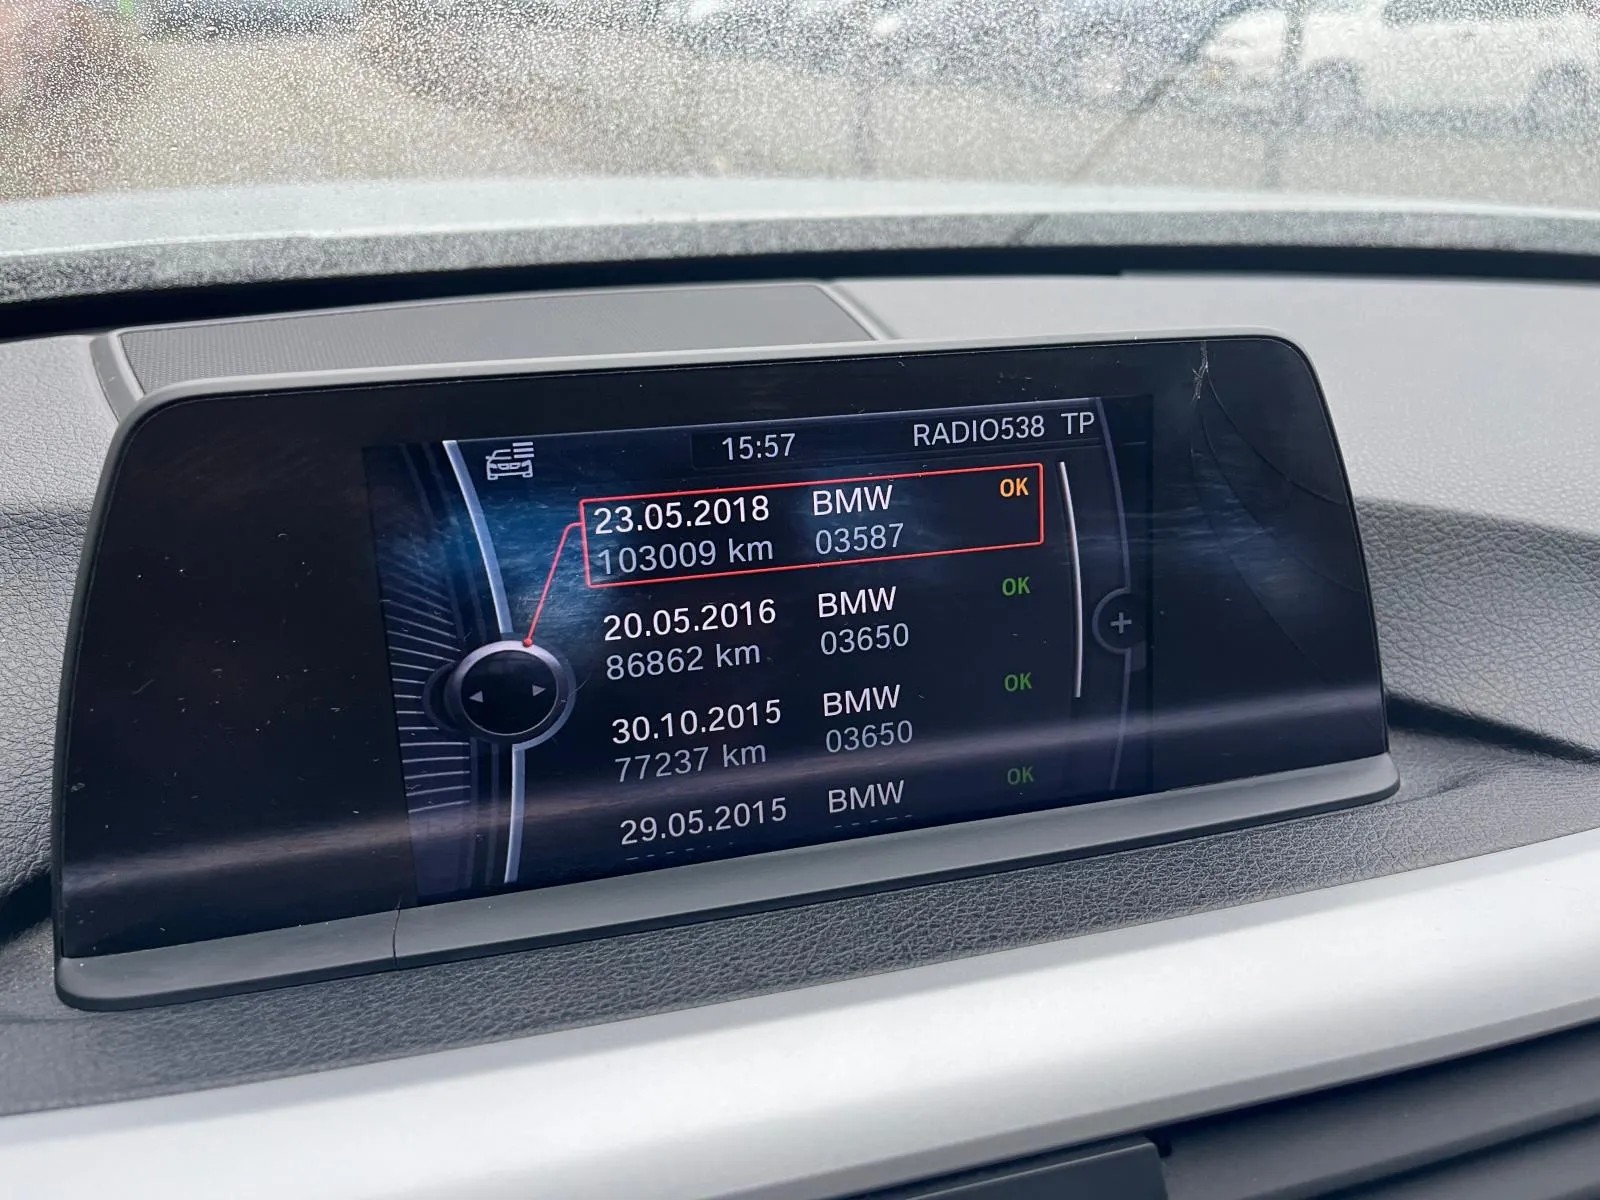 15:57 RADIO538 TP
23.05.2018 BMW OK
103009 km 03587
20.05.2016 BMW OK
86862 km 03650
30.10.2015 BMW OK
77237 km 03650
29.05.2015 BMW OK